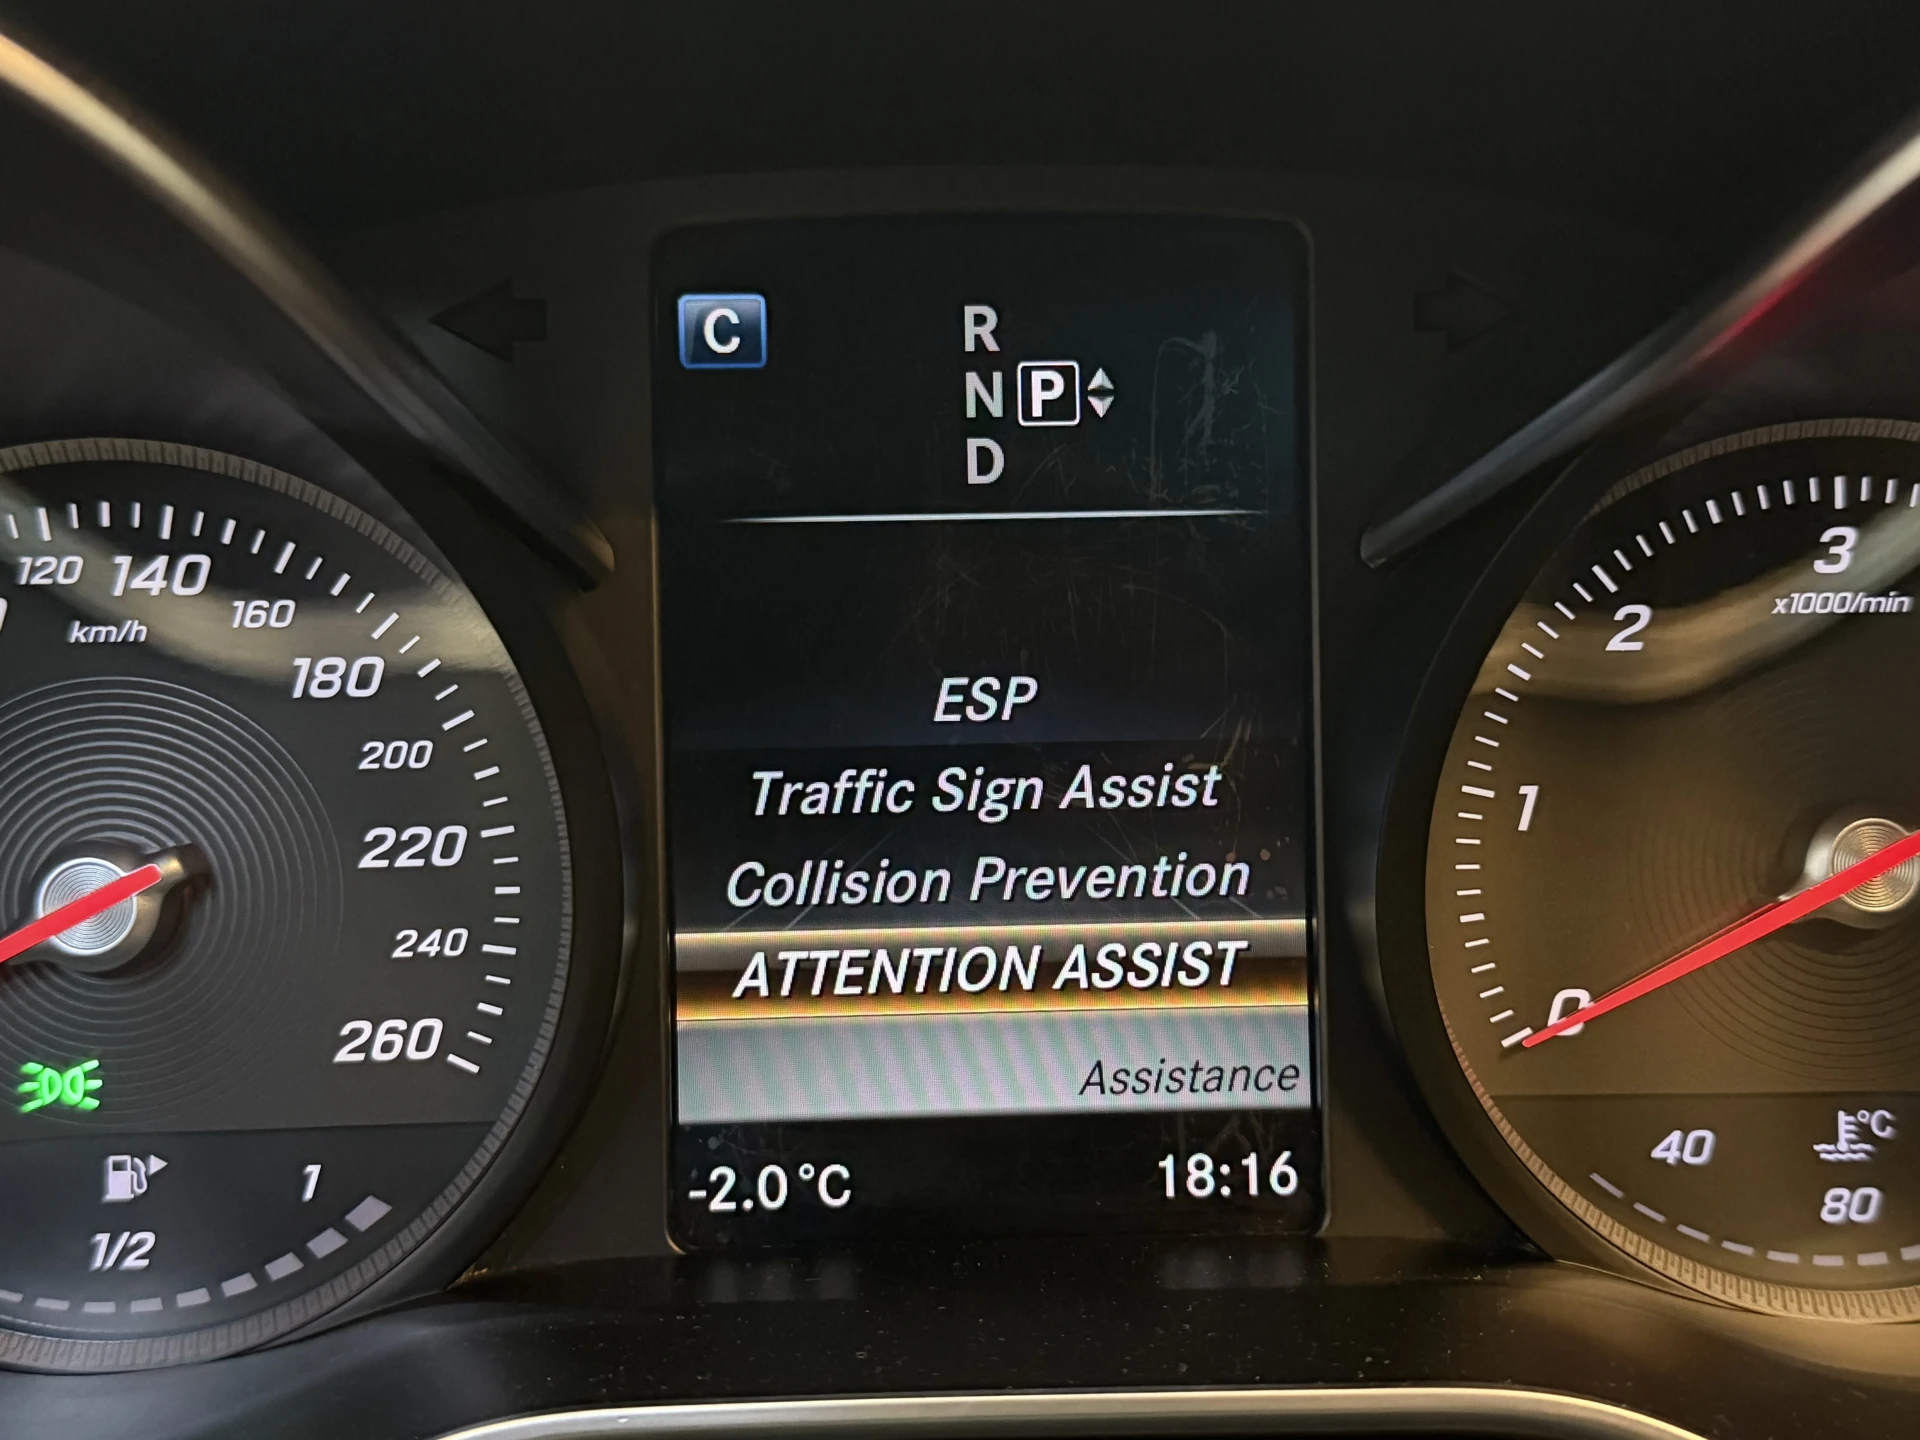 C
R
N P
D
120 140 160 180 200 220 240 260
km/h
1/2 1
ESP
Traffic Sign Assist
Collision Prevention
ATTENTION ASSIST
Assistance
-2.0°C 18:16
0 1 2 3
x1000/min
40 80
°C